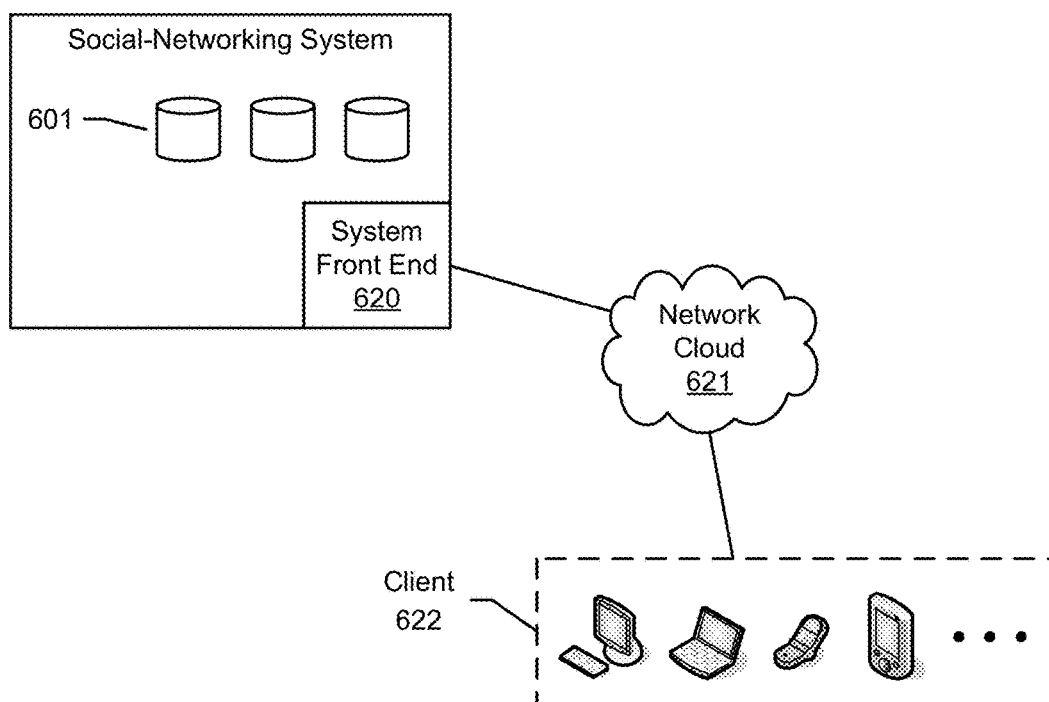 Social-Networking System
601
System
Front End
620
Network
Cloud
621
Client
622